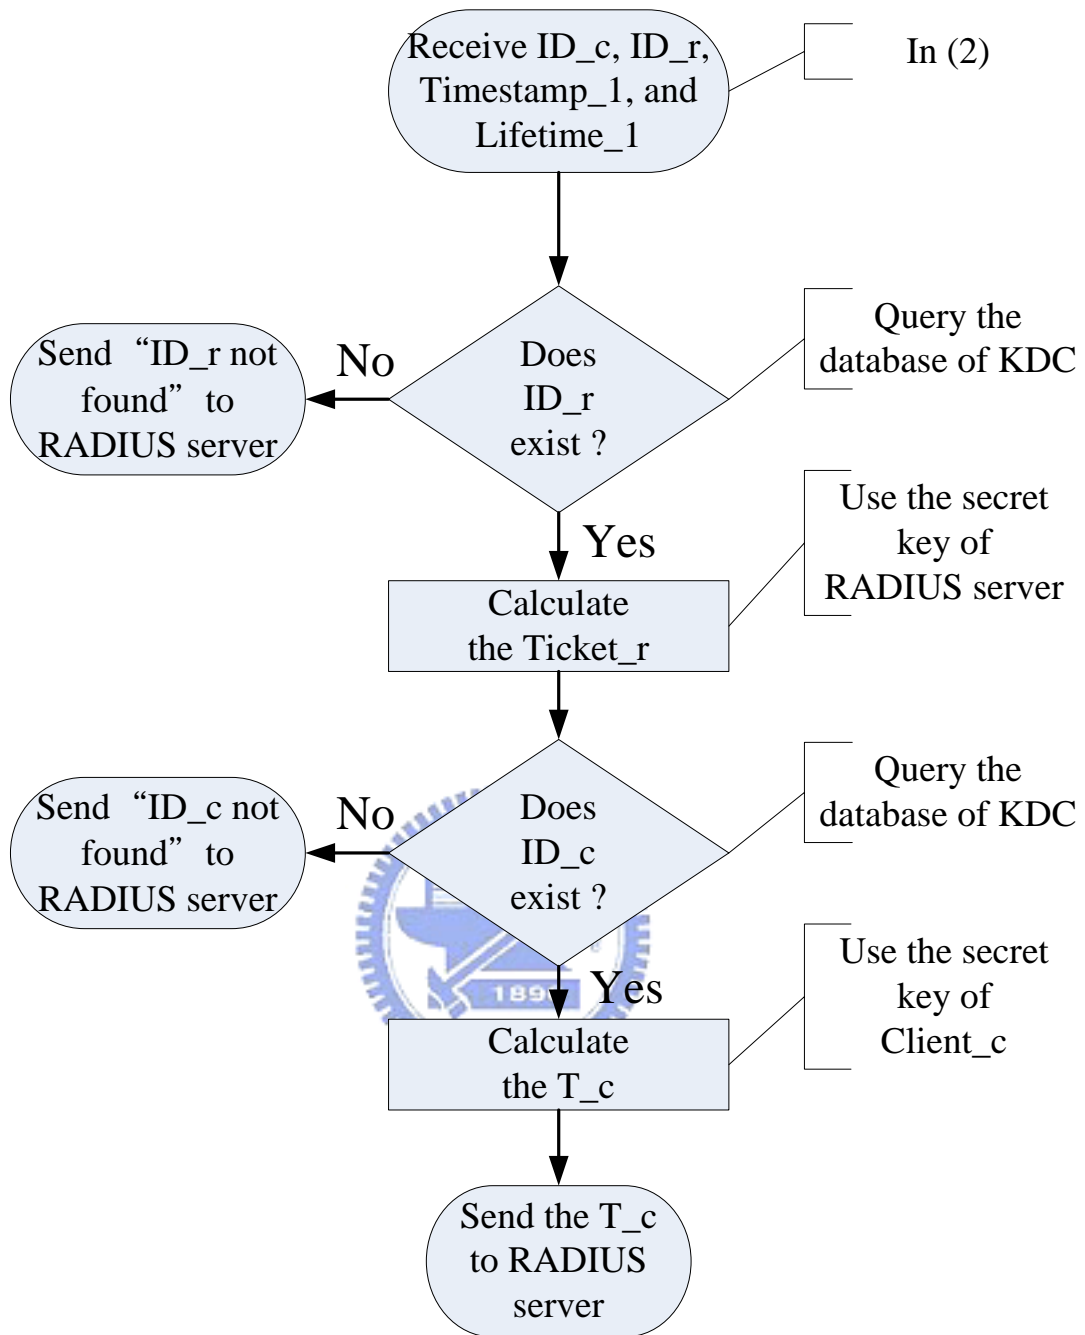 Receive ID_c, ID_r,
Timestamp_1, and
Lifetime_1
In (2)
Does
ID_r
exist ?
Query the
database of KDC
No
Send “ID_r not
found” to
RADIUS server
Yes
Use the secret
key of
RADIUS server
Calculate
the Ticket_r
Does
ID_c
exist ?
Query the
database of KDC
No
Send “ID_c not
found” to
RADIUS server
Yes
Use the secret
key of
Client_c
Calculate
the T_c
Send the T_c
to RADIUS
server